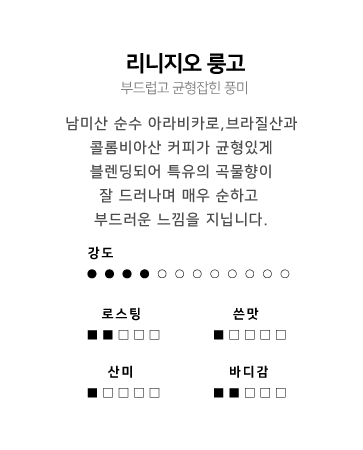 리니지오 룽고
부드럽고 균형잡힌 풍미
남미산 순수 아라비카로,브라질산과
콜롬비아산 커피가 균형있게
블렌딩되어 특유의 곡물향이
잘 드러나며 매우 순하고
부드러운 느낌을 지닙니다.
강도
로스팅 쓴맛
산미 바디감